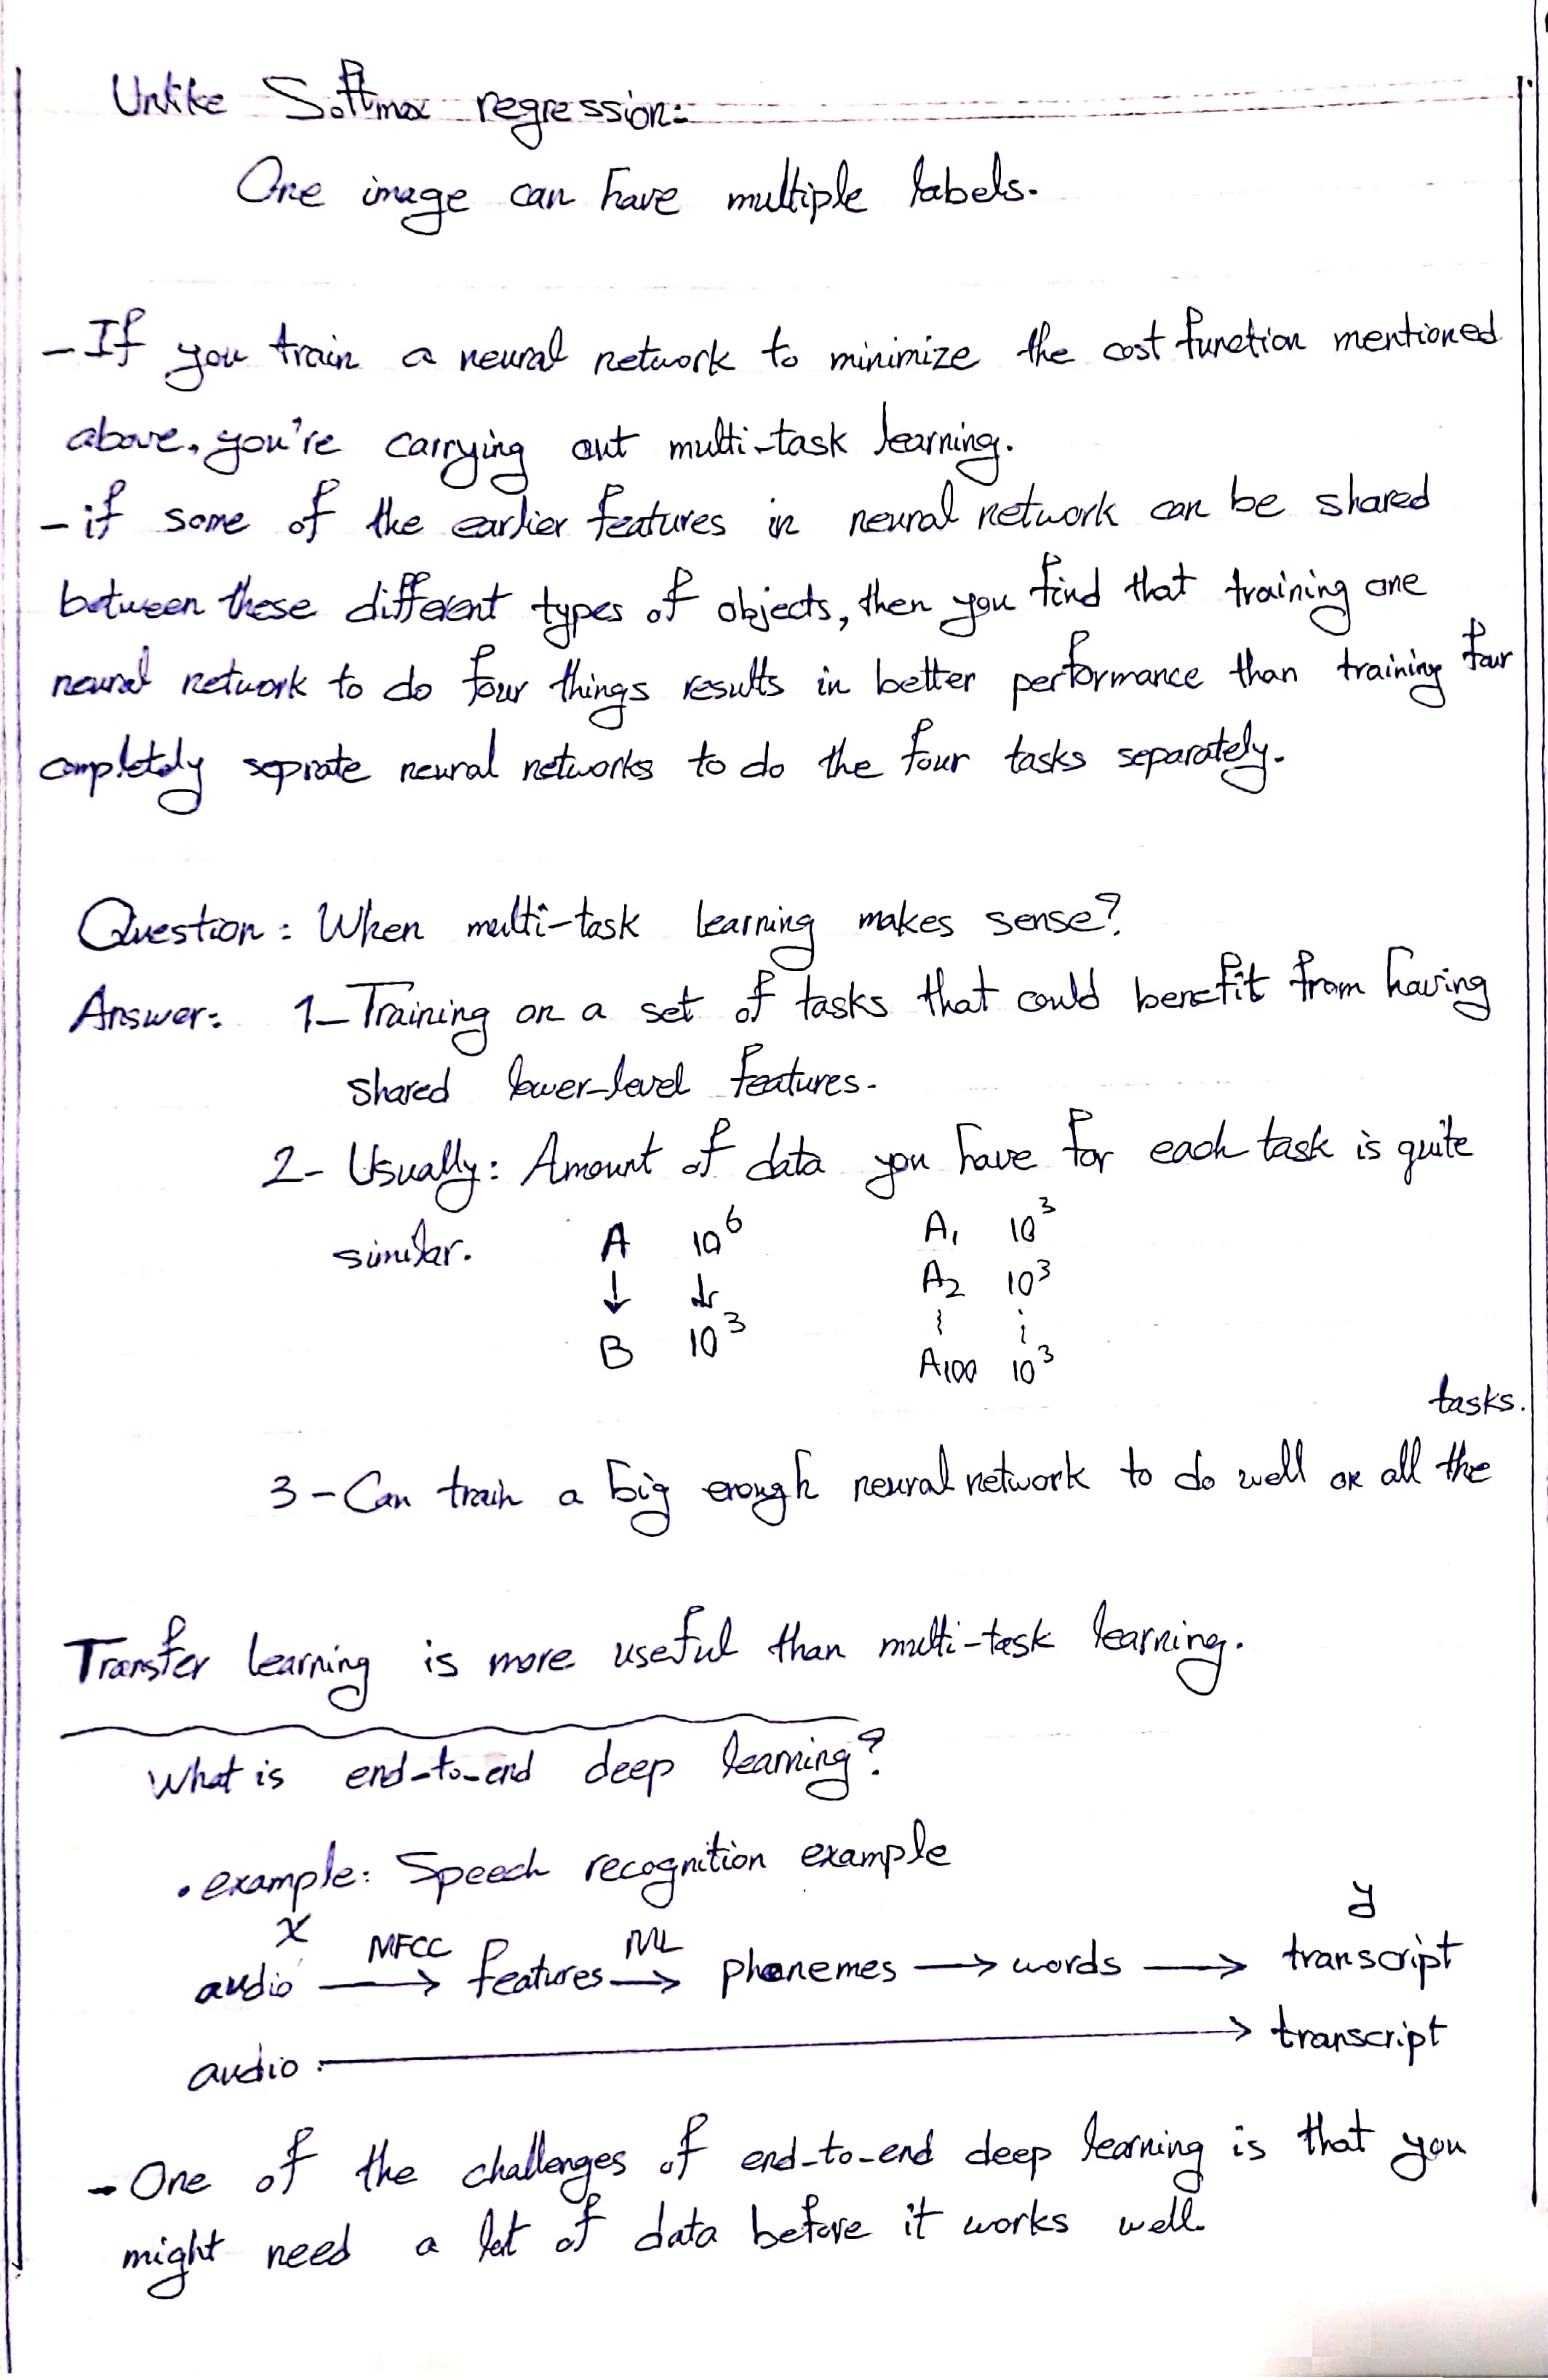 Unlike Softmax regression:
One image can have multiple labels.
- If you train a neural network to minimize the cost function mentioned
above, you're carrying out multi-task learning.
- if some of the earlier features in neural network can be shared
between these different types of objects, then you find that training one
neural network to do four things results in better performance than training four
completely seprate neural networks to do the four tasks separately.
Question: When multi-task learning makes sense?
Answer: 1- Training on a set of tasks that could benefit from having
shared lower-level features.
2- Usually: Amount of data you have for each task is quite
similar. A 10^6 A1 10^3
↓ ↓ A2 10^3
B 10^3 ⋮ ⋮
A100 10^3
tasks.
3- Can train a big enough neural network to do well on all the
Transfer learning is more useful than multi-task learning.
What is end-to-end deep learning?
• example: Speech recognition example
x y
audio MFCC → features ML → phonemes → words → transcript
audio → transcript
- One of the challenges of end-to-end deep learning is that you
might need a lot of data before it works well.